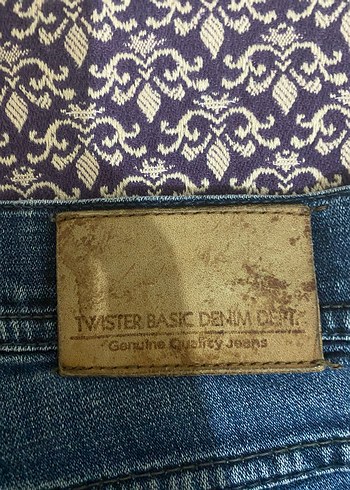 TWISTER BASIC DENIM DEPT.
Genuine Quality Jeans